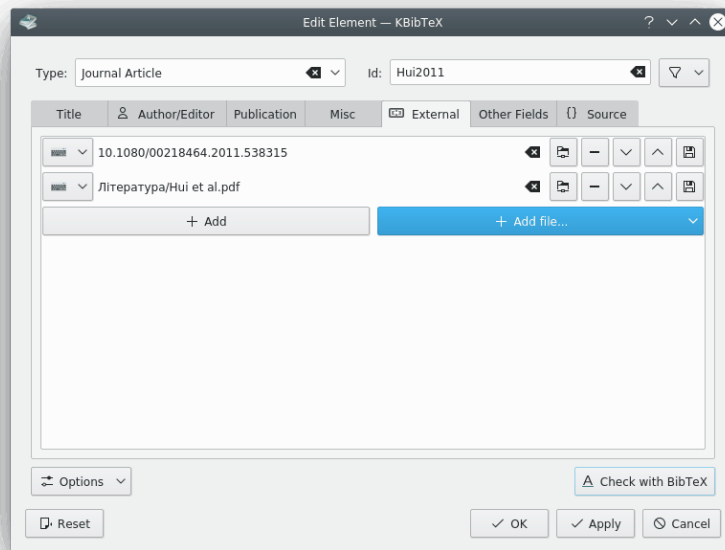 Edit Element — KBibTeX
Type: Journal Article Id: Hui2011
Title Author/Editor Publication Misc External Other Fields {} Source
10.1080/00218464.2011.538315
Література/Hui et al.pdf
+ Add + Add file...
Options A Check with BibTeX
Reset OK Apply Cancel